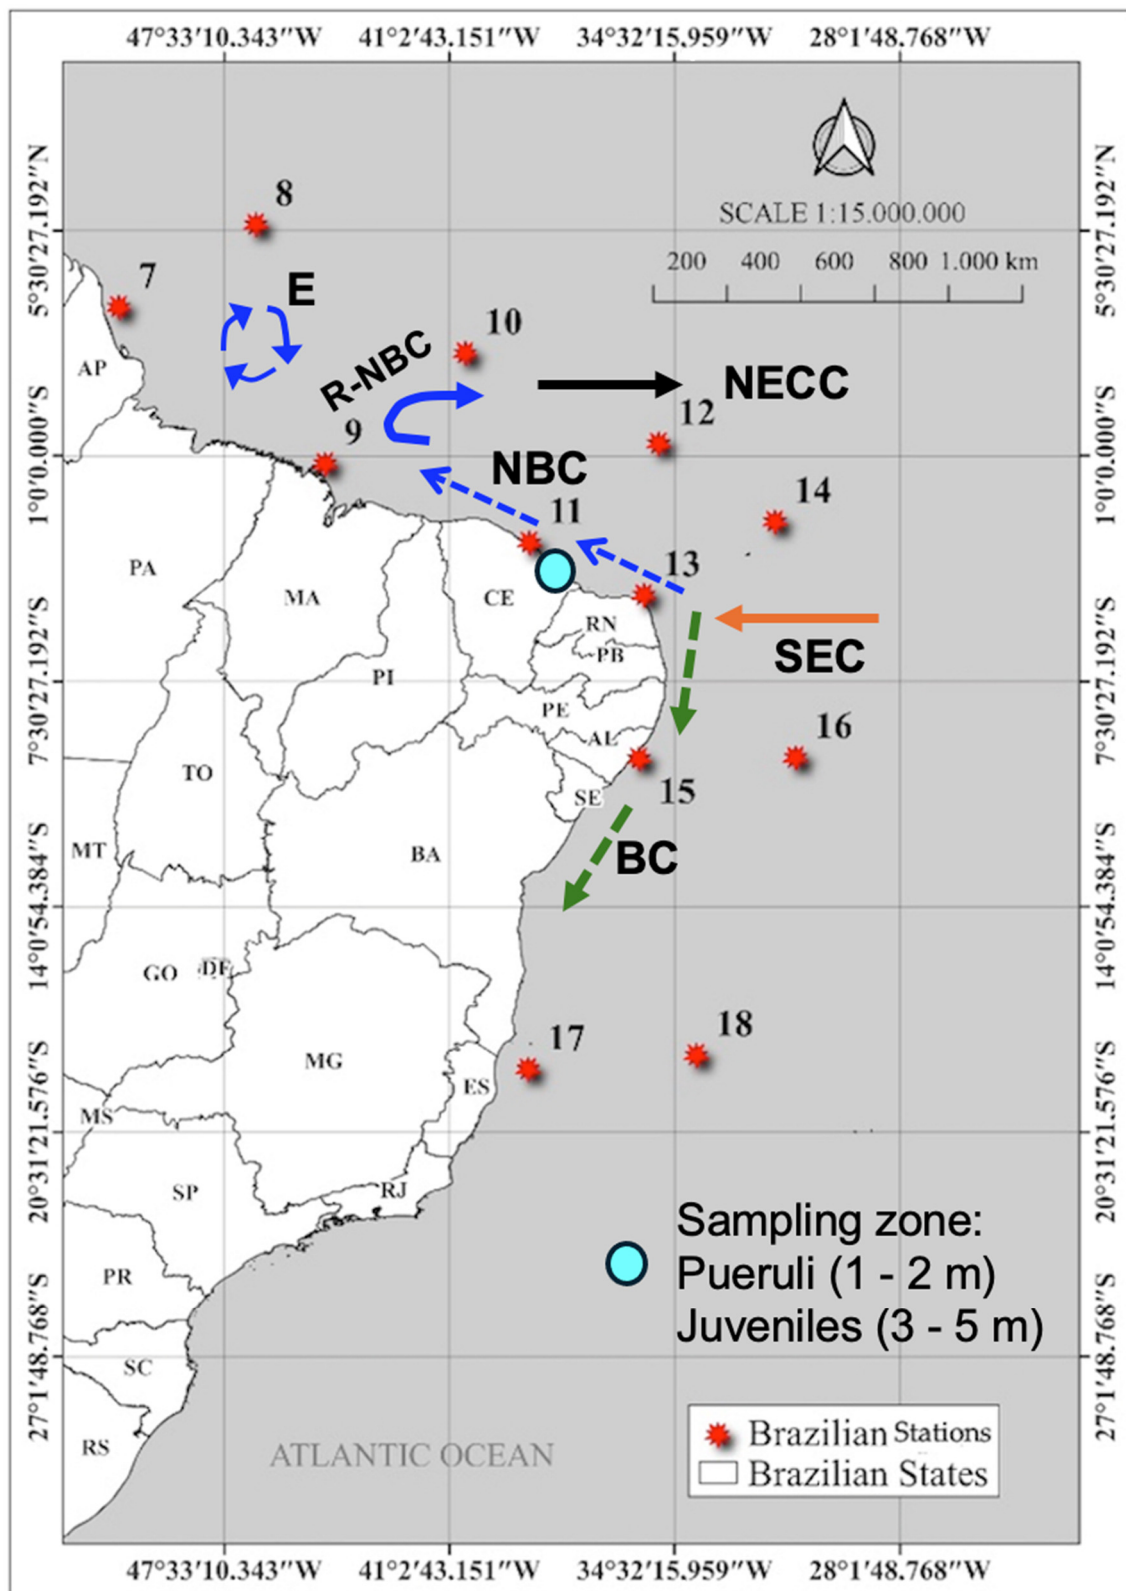 47°33'10.343"W 41°2'43.151"W 34°32'15.959"W 28°1'48.768"W
5°30'27.192"N
1°0'0.000"S
7°30'27.192"S
14°0'54.384"S
20°31'21.576"S
27°1'48.768"S
5°30'27.192"N
1°0'0.000"S
7°30'27.192"S
14°0'54.384"S
20°31'21.576"S
27°1'48.768"S
SCALE 1:15.000.000
200 400 600 800 1.000 km
8
7
E
10
AP
R-NBC
NECC
12
9
NBC
14
11
13
PA
MA
CE
RN
SEC
PB
PI
PE
16
AL
TO
15
SE
MT
BA
BC
GO
DF
18
17
MG
ES
MS
SP
RJ
Sampling zone:
Pueruli (1 - 2 m)
Juveniles (3 - 5 m)
PR
SC
RS
ATLANTIC OCEAN
Brazilian Stations
Brazilian States
47°33'10.343"W 41°2'43.151"W 34°32'15.959"W 28°1'48.768"W